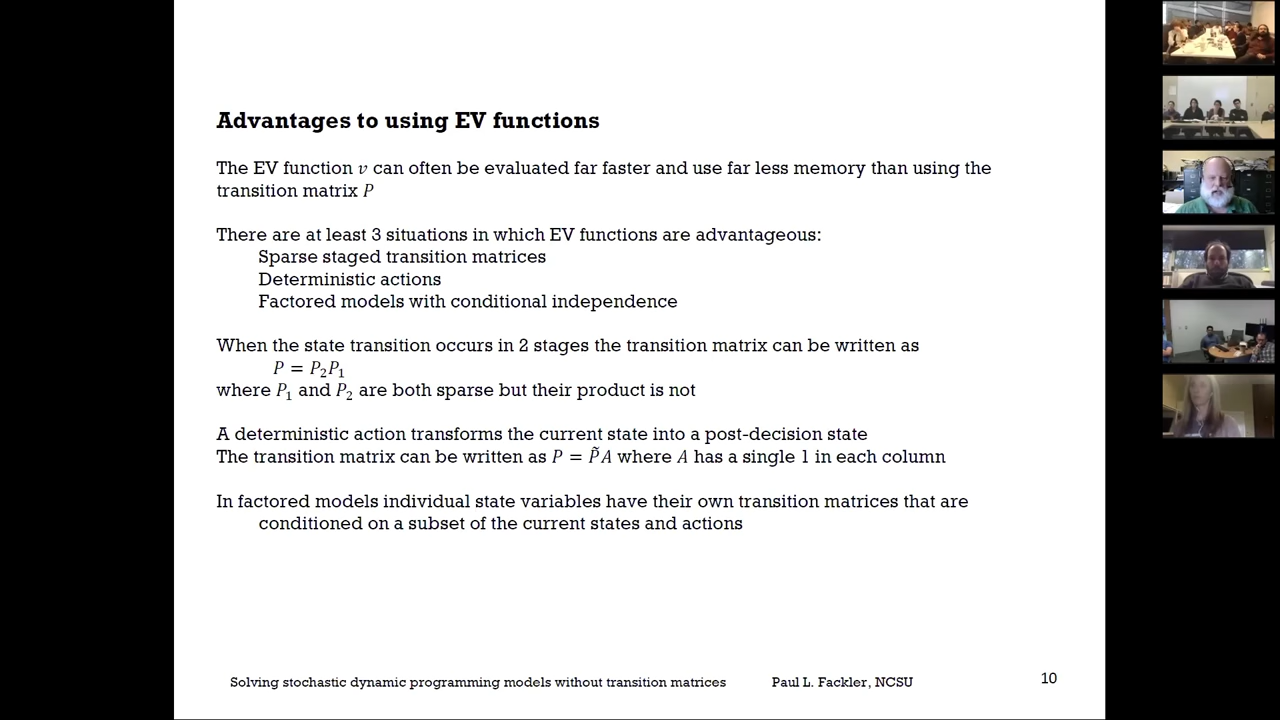 Advantages to using EV functions
The EV function v can often be evaluated far faster and use far less memory than using the
transition matrix P
There are at least 3 situations in which EV functions are advantageous:
Sparse staged transition matrices
Deterministic actions
Factored models with conditional independence
When the state transition occurs in 2 stages the transition matrix can be written as
P = P₂P₁
where P₁ and P₂ are both sparse but their product is not
A deterministic action transforms the current state into a post-decision state
The transition matrix can be written as P = P̃A where A has a single 1 in each column
In factored models individual state variables have their own transition matrices that are
conditioned on a subset of the current states and actions
Solving stochastic dynamic programming models without transition matrices Paul L. Fackler, NCSU 10